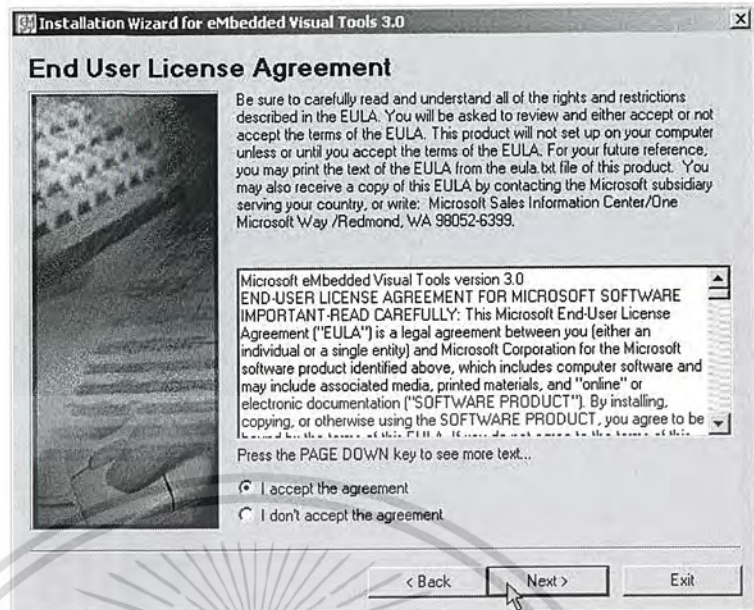 Installation Wizard for eMbedded Visual Tools 3.0
End User License Agreement
Be sure to carefully read and understand all of the rights and restrictions
described in the EULA. You will be asked to review and either accept or not
accept the terms of the EULA. This product will not set up on your computer
unless or until you accept the terms of the EULA. For your future reference,
you may print the text of the EULA from the eula.txt file of this product. You
may also receive a copy of this EULA by contacting the Microsoft subsidiary
serving your country, or write: Microsoft Sales Information Center/One
Microsoft Way /Redmond, WA 98052-6399.
Microsoft eMbedded Visual Tools version 3.0
END-USER LICENSE AGREEMENT FOR MICROSOFT SOFTWARE
IMPORTANT-READ CAREFULLY: This Microsoft End-User License
Agreement ("EULA") is a legal agreement between you (either an
individual or a single entity) and Microsoft Corporation for the Microsoft
software product identified above, which includes computer software and
may include associated media, printed materials, and "online" or
electronic documentation ("SOFTWARE PRODUCT"). By installing,
copying, or otherwise using the SOFTWARE PRODUCT, you agree to be
Press the PAGE DOWN key to see more text...
I accept the agreement
I don't accept the agreement
< Back
Next >
Exit